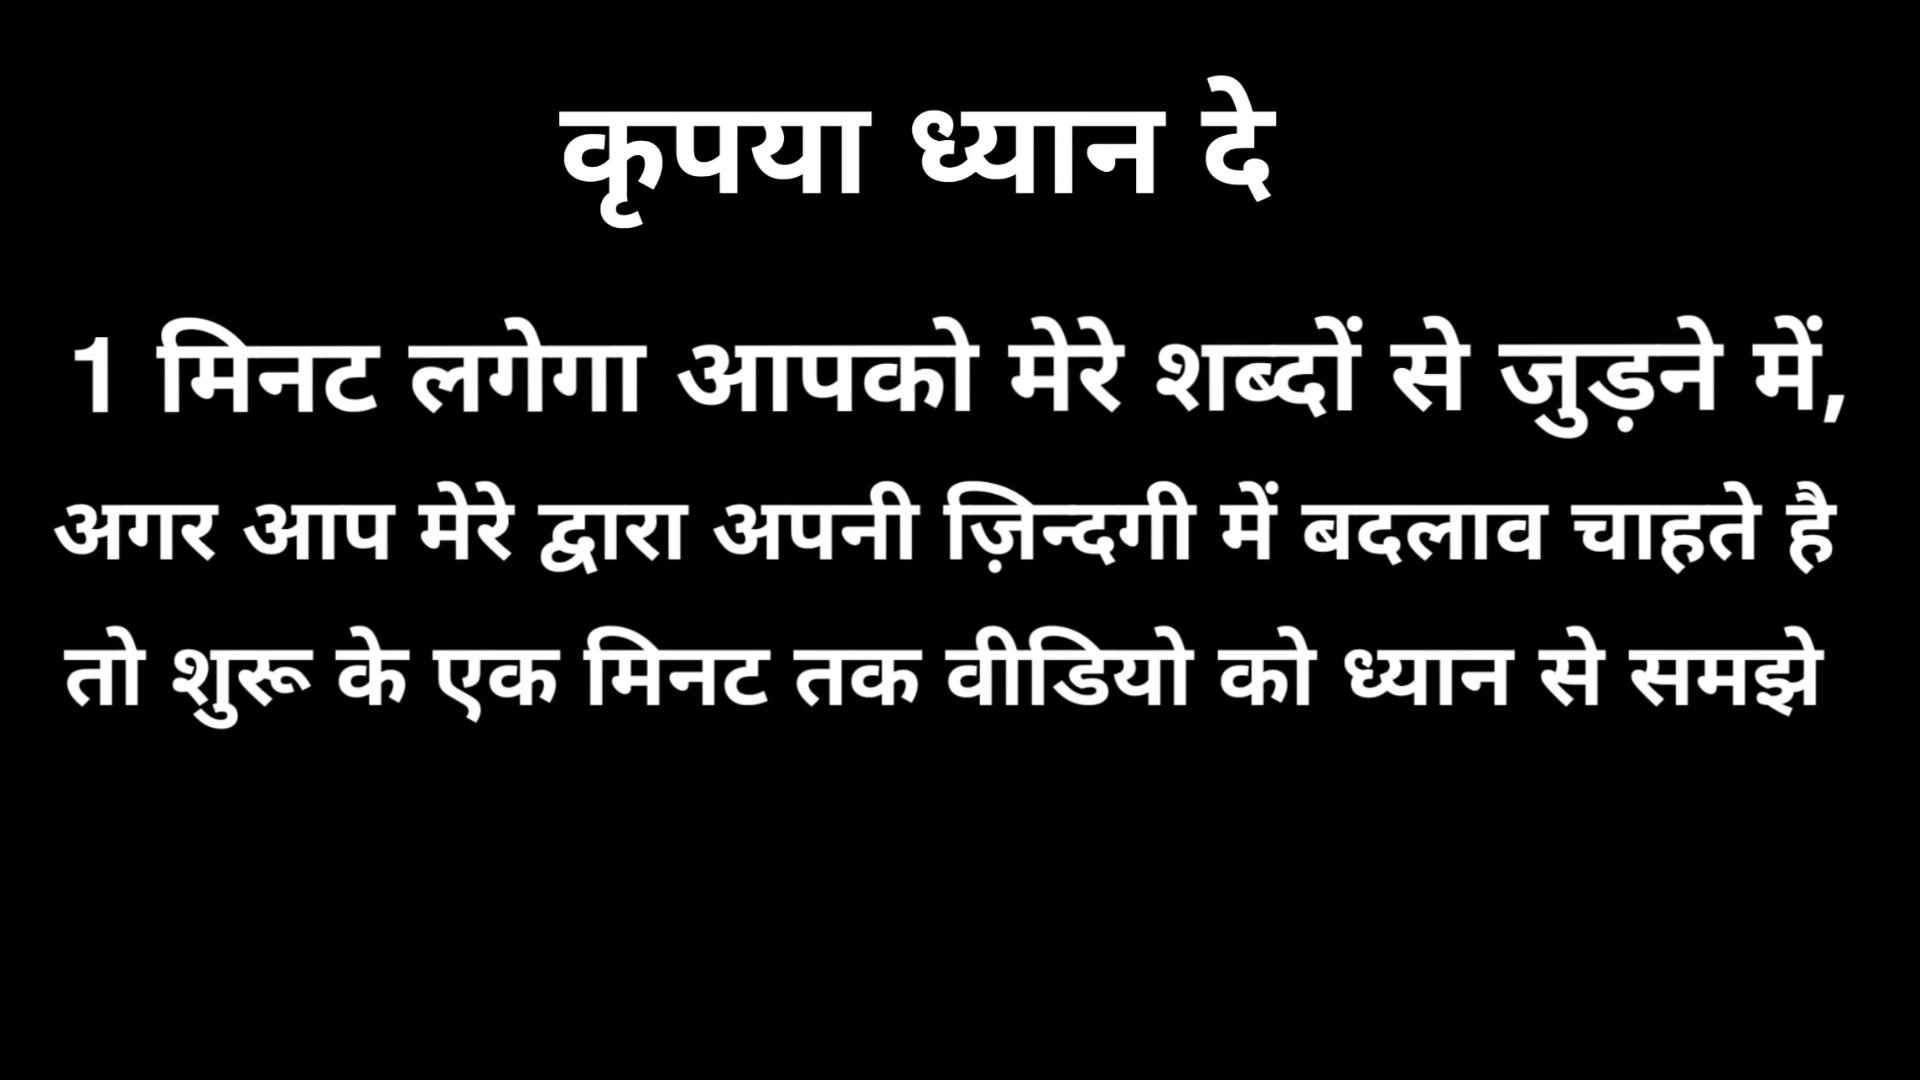 कृपया ध्यान दे
1 मिनट लगेगा आपको मेरे शब्दों से जुड़ने में,
अगर आप मेरे द्वारा अपनी ज़िन्दगी में बदलाव चाहते है
तो शुरू के एक मिनट तक वीडियो को ध्यान से समझे